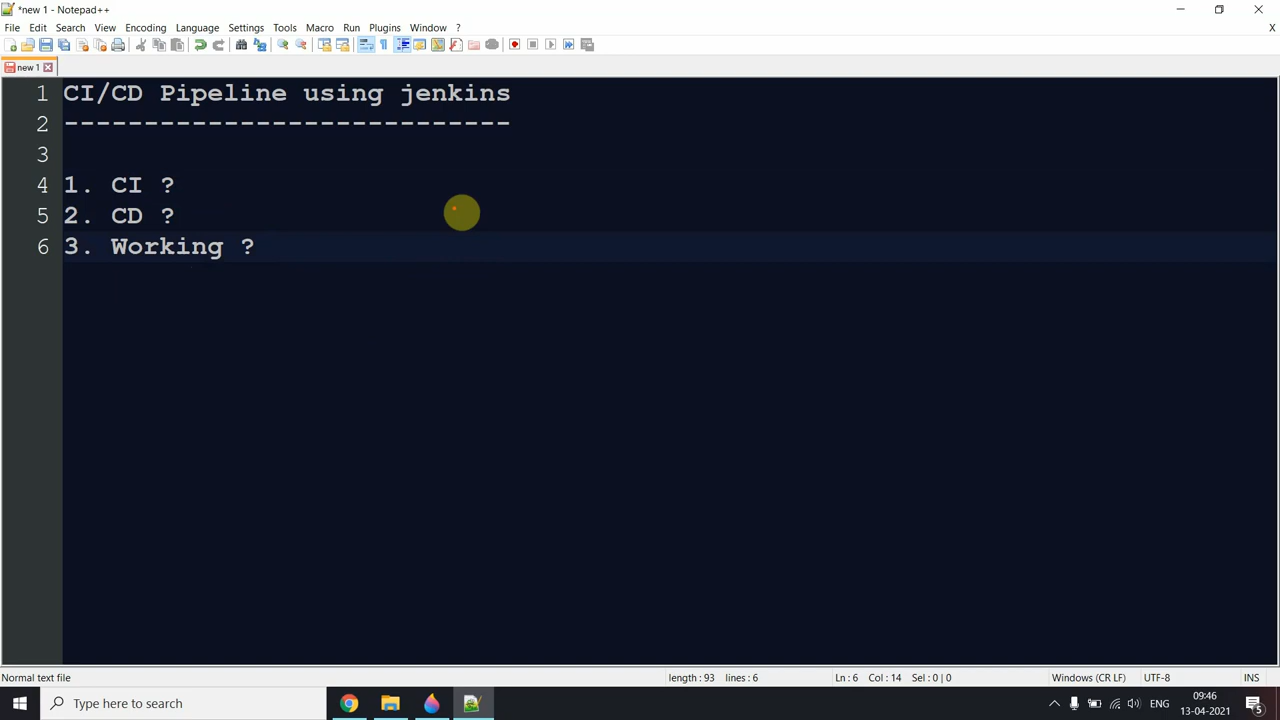 *new 1 - Notepad++
File Edit Search View Encoding Language Settings Tools Macro Run Plugins Window ?
X
new 1
1 CI/CD Pipeline using jenkins
2 ----------------------------
3
4 1. CI ?
5 2. CD ?
6 3. Working ?
Normal text file length : 93 lines : 6 Ln : 6 Col : 14 Sel : 0 | 0 Windows (CR LF) UTF-8 INS
Type here to search
ENG
09:46
13-04-2021
5